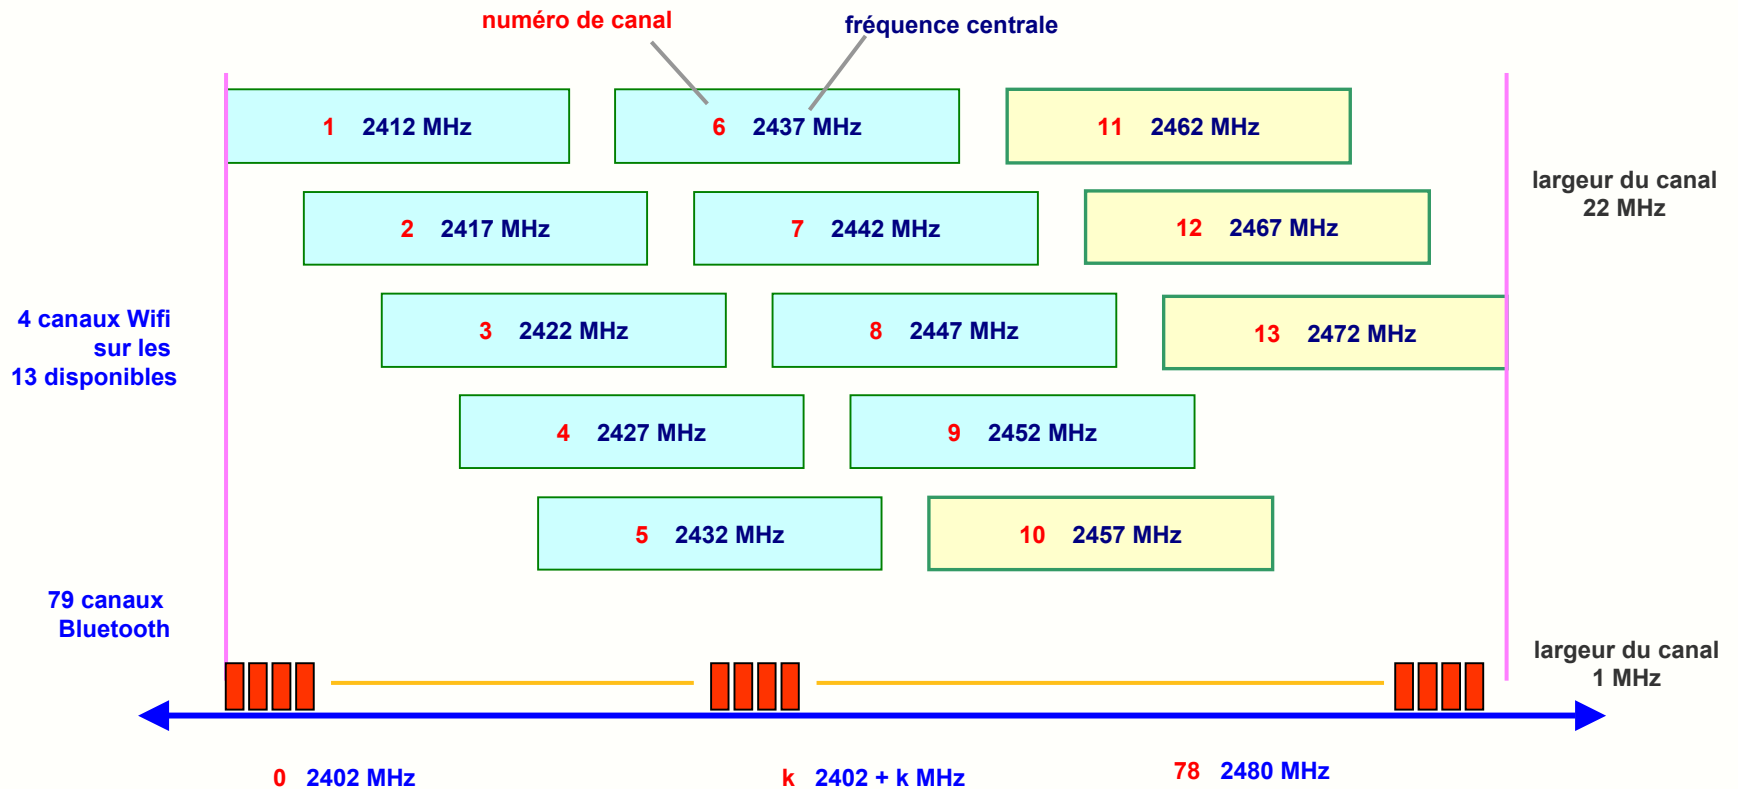 numéro de canal
fréquence centrale
1 2412 MHz
6 2437 MHz
11 2462 MHz
largeur du canal
22 MHz
2 2417 MHz
7 2442 MHz
12 2467 MHz
4 canaux Wifi
sur les
13 disponibles
3 2422 MHz
8 2447 MHz
13 2472 MHz
4 2427 MHz
9 2452 MHz
5 2432 MHz
10 2457 MHz
79 canaux
Bluetooth
largeur du canal
1 MHz
0 2402 MHz
k 2402 + k MHz
78 2480 MHz